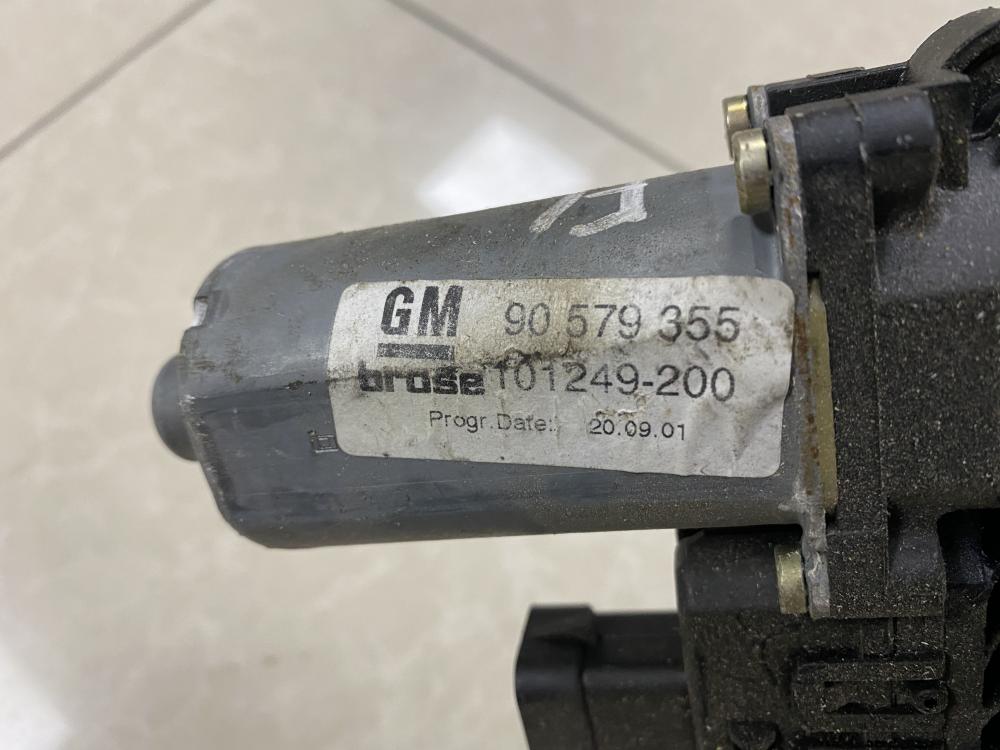 GM 90 579 355
brose 101249-200
Progr.Date: 20.09.01